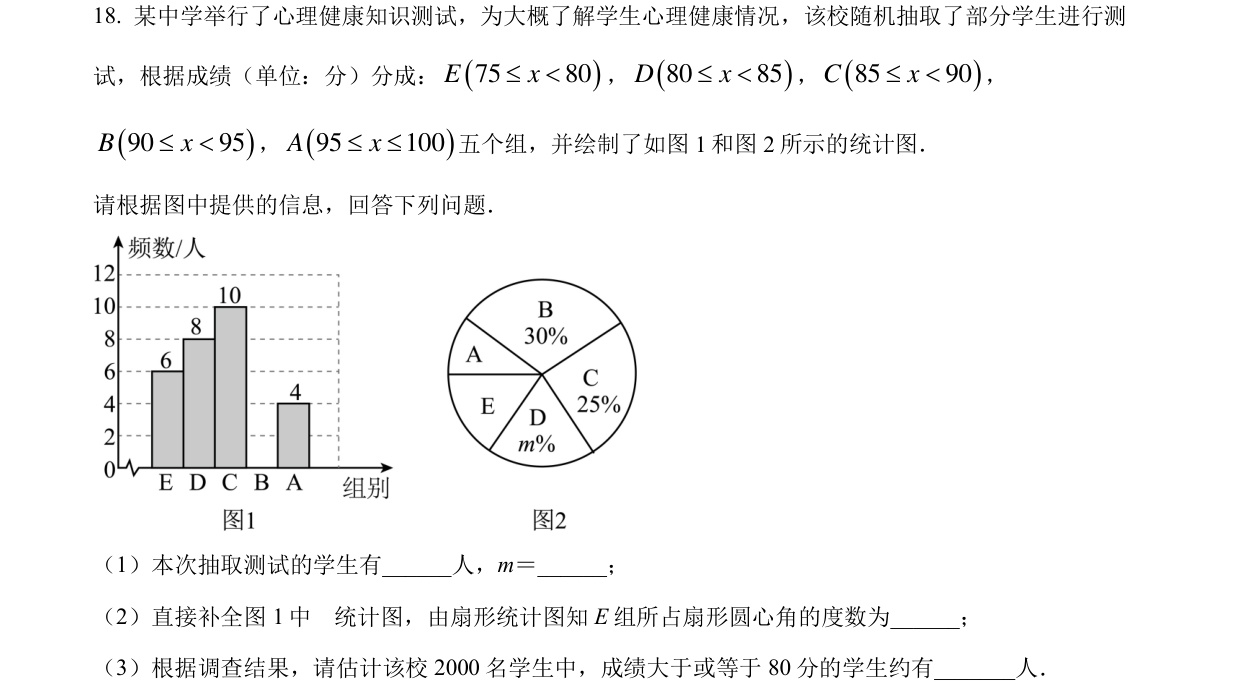 18. 某中学举行了心理健康知识测试，为大概了解学生心理健康情况，该校随机抽取了部分学生进行测
试，根据成绩（单位：分）分成：E(75≤x<80)，D(80≤x<85)，C(85≤x<90)，
B(90≤x<95)，A(95≤x≤100)五个组，并绘制了如图 1 和图 2 所示的统计图．
请根据图中提供的信息，回答下列问题．
频数/人
12
10
8
6
4
2
0
6
8
10
4
E D C B A
组别
图1
B
30%
A
C
25%
E
D
m%
图2
（1）本次抽取测试的学生有______人，m＝______；
（2）直接补全图 1 中 统计图，由扇形统计图知 E 组所占扇形圆心角的度数为______；
（3）根据调查结果，请估计该校 2000 名学生中，成绩大于或等于 80 分的学生约有_______人．